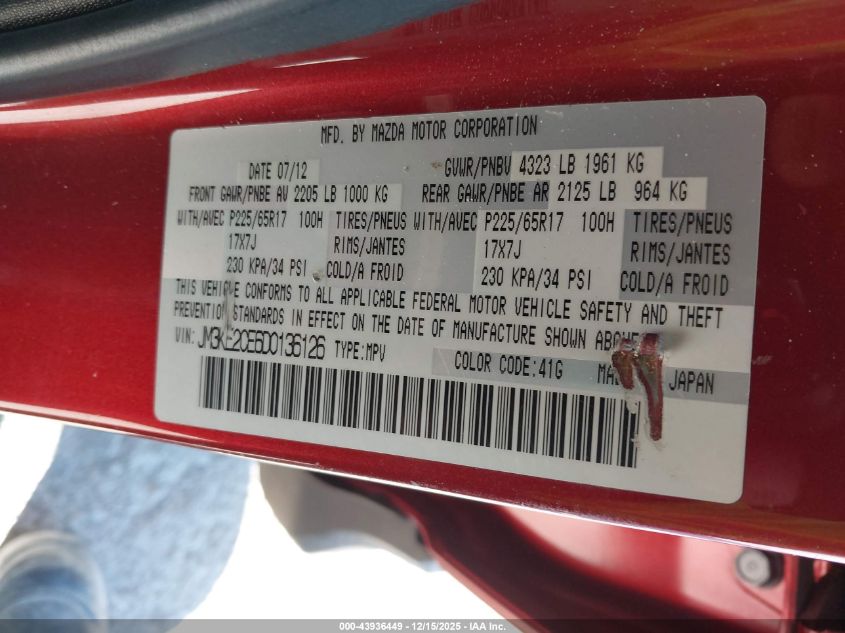 MFD. BY MAZDA MOTOR CORPORATION
DATE 07/12 GVWR/PNBV 4323 LB 1961 KG
FRONT GAWR/PNBE AV 2205 LB 1000 KG REAR GAWR/PNBE AR 2125 LB 964 KG
WITH/AVEC P225/65R17 100H TIRES/PNEUS WITH/AVEC P225/65R17 100H TIRES/PNEUS
17X7J RIMS/JANTES 17X7J RIMS/JANTES
230 KPA/34 PSI COLD/A FROID 230 KPA/34 PSI COLD/A FROID
THIS VEHICLE CONFORMS TO ALL APPLICABLE FEDERAL MOTOR VEHICLE SAFETY AND THEFT
PREVENTION STANDARDS IN EFFECT ON THE DATE OF MANUFACTURE SHOWN ABOVE
VIN: JM3KE2CE6D0136126 TYPE:MPV COLOR CODE:41G JAPAN
000-43936449 - 12/15/2025 - IAA Inc.